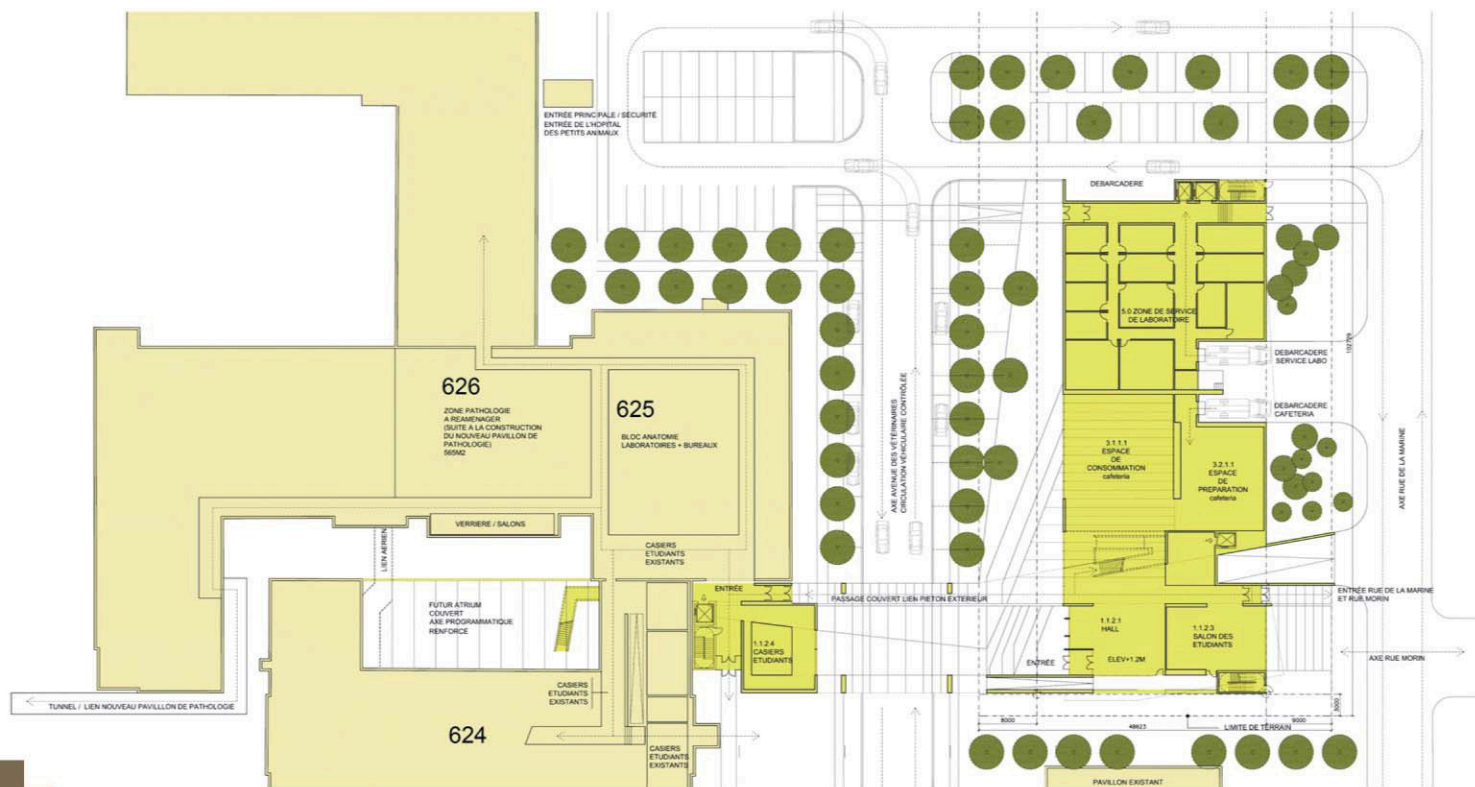 ENTRÉE PRINCIPALE / SÉCURITÉ
ENTRÉE DE L'HOPITAL
DES PETITS ANIMAUX
DEBARCADERE
5.0 ZONE DE SERVICE
DE LABORATOIRE
DEBARCADERE
SERVICE LABO
102729
DEBARCADERE
CAFETERIA
626
ZONE PATHOLOGIE
A REAMENAGER
(SUITE A LA CONSTRUCTION
DU NOUVEAU PAVILLON DE
PATHOLOGIE)
565M2
625
BLOC ANATOMIE
LABORATOIRES + BUREAUX
AXE AVENUE DES VÉTÉRINAIRES
CIRCULATION VÉHICULAIRE CONTRÔLÉE
3.1.1.1
ESPACE
DE
CONSOMMATION
cafeteria
3.2.1.1
ESPACE
DE
PREPARATION
cafeteria
AXE RUE DE LA MARINE
VERRIERE / SALONS
LIEN AERIEN
CASIERS
ETUDIANTS
EXISTANTS
FUTUR ATRIUM
COUVERT
AXE PROGRAMMATIQUE
RENFORCE
ENTRÉE
PASSAGE COUVERT LIEN PIETON EXTERIEUR
ENTRÉE RUE DE LA MARINE
ET RUE MORIN
1.1.2.4
CASIERS
ETUDIANTS
1.1.2.1
HALL
1.1.2.3
SALON DES
ETUDIANTS
ENTRÉE
ELEV+1.2M
AXE RUE MORIN
CASIERS
ETUDIANTS
EXISTANTS
TUNNEL / LIEN NOUVEAU PAVILLLON DE PATHOLOGIE
624
CASIERS
ETUDIANTS
EXISTANTS
9000
48623
9000
3000
LIMITE DE TERRAIN
PAVILLON EXISTANT